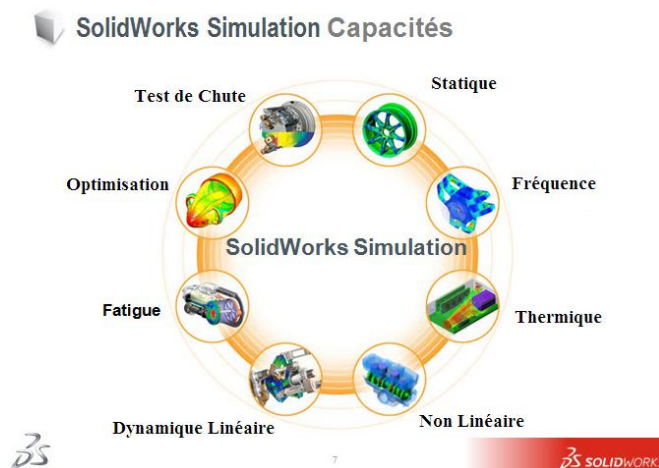 SolidWorks Simulation Capacités
Statique
Test de Chute
Optimisation
Fréquence
SolidWorks Simulation
Fatigue
Thermique
Dynamique Linéaire
Non Linéaire
7
SOLIDWORK